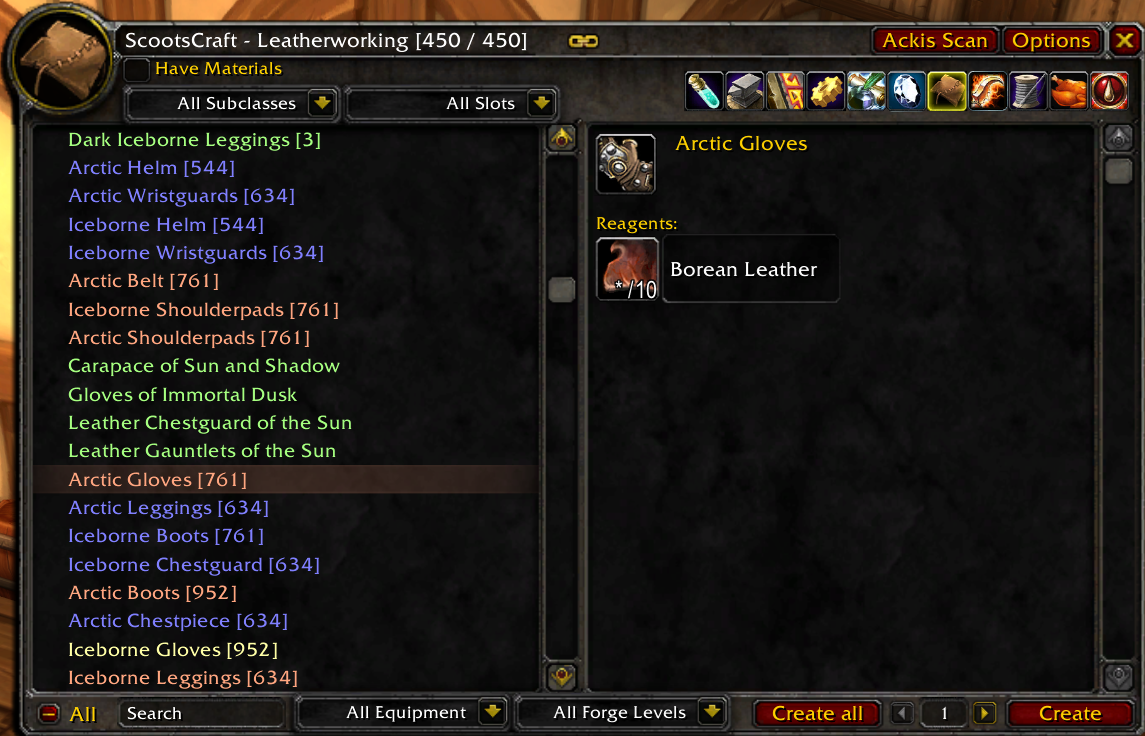 ScootsCraft - Leatherworking [450 / 450]
Ackis Scan
Options
X
Have Materials
All Subclasses
All Slots
Dark Iceborne Leggings [3]
Arctic Helm [544]
Arctic Wristguards [634]
Iceborne Helm [544]
Iceborne Wristguards [634]
Arctic Belt [761]
Iceborne Shoulderpads [761]
Arctic Shoulderpads [761]
Carapace of Sun and Shadow
Gloves of Immortal Dusk
Leather Chestguard of the Sun
Leather Gauntlets of the Sun
Arctic Gloves [761]
Arctic Leggings [634]
Iceborne Boots [761]
Iceborne Chestguard [634]
Arctic Boots [952]
Arctic Chestpiece [634]
Iceborne Gloves [952]
Iceborne Leggings [634]
Arctic Gloves
Reagents:
*/10
Borean Leather
All
Search
All Equipment
All Forge Levels
Create all
1
Create